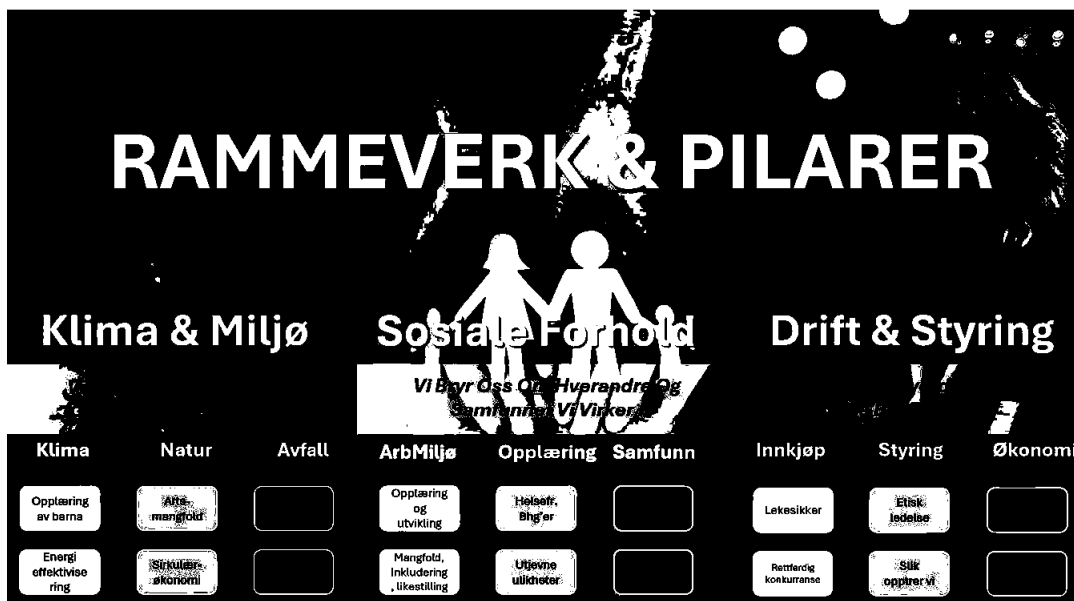 RAMMEVERK & PILARER
Klima & Miljø
Sosiale Forhold
Drift & Styring
Vi Bryr Oss Om Hverandre Og
Samfunnet Vi Virker
Klima
Natur
Avfall
ArbMiljø
Opplæring
Samfunn
Innkjøp
Styring
Økonomi
Opplæring
av barna
Arts-
mangfold
Opplæring
og
utvikling
Helsefr.
Bhg'er
Lekesikker
Etisk
ledelse
Energi
effektivise
ring
Sirkulær-
økonomi
Mangfold,
Inkludering
, likestilling
Utjevne
ulikheter
Rettferdig
konkurranse
Slik
opptrer vi